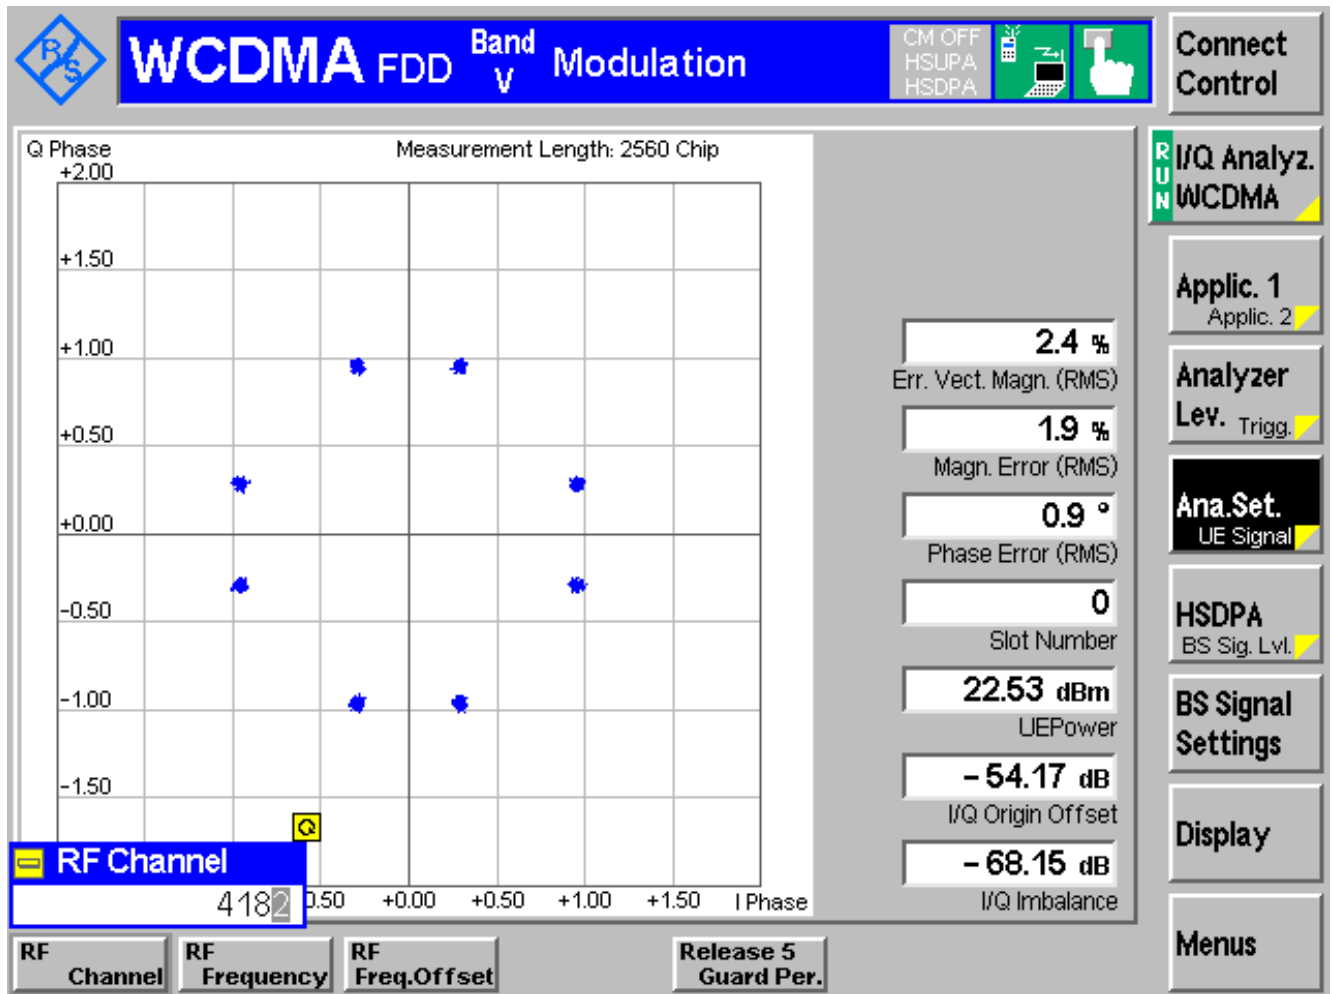 R/S
WCDMA FDD Band V Modulation
CM OFF
HSUPA
HSDPA
Connect
Control
Q Phase
Measurement Length: 2560 Chip
+2.00
+1.50
+1.00
+0.50
+0.00
-0.50
-1.00
-1.50
0.50 +0.00 +0.50 +1.00 +1.50 I Phase
Q
RF Channel
4182
2.4 %
Err. Vect. Magn. (RMS)
1.9 %
Magn. Error (RMS)
0.9 °
Phase Error (RMS)
0
Slot Number
22.53 dBm
UEPower
-54.17 dB
I/Q Origin Offset
-68.15 dB
I/Q Imbalance
RUN
I/Q Analyz.
WCDMA
Applic. 1
Applic. 2
Analyzer
Lev. Trigg.
Ana.Set.
UE Signal
HSDPA
BS Sig. Lvl.
BS Signal
Settings
Display
Menus
RF
Channel
RF
Frequency
RF
Freq.Offset
Release 5
Guard Per.